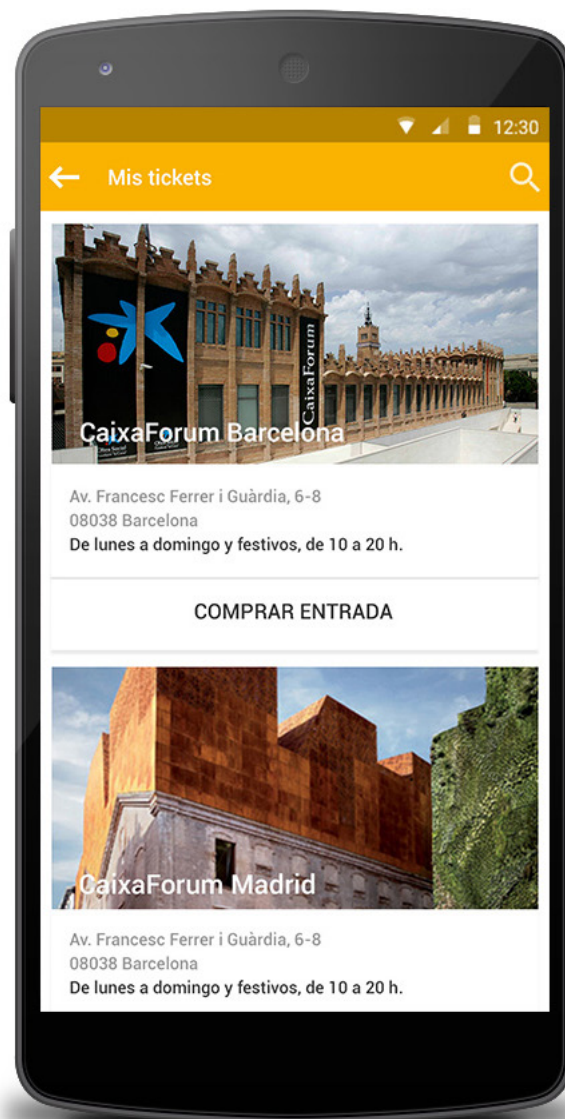 12:30
Mis tickets
CaixaForum
CaixaForum Barcelona
Av. Francesc Ferrer i Guàrdia, 6-8
08038 Barcelona
De lunes a domingo y festivos, de 10 a 20 h.
COMPRAR ENTRADA
CaixaForum Madrid
Av. Francesc Ferrer i Guàrdia, 6-8
08038 Barcelona
De lunes a domingo y festivos, de 10 a 20 h.